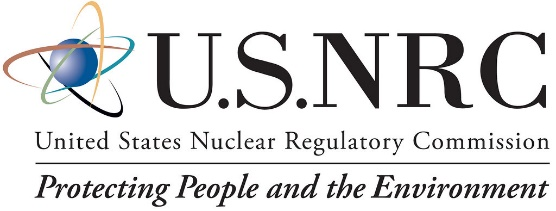 U.S.NRC
United States Nuclear Regulatory Commission
Protecting People and the Environment